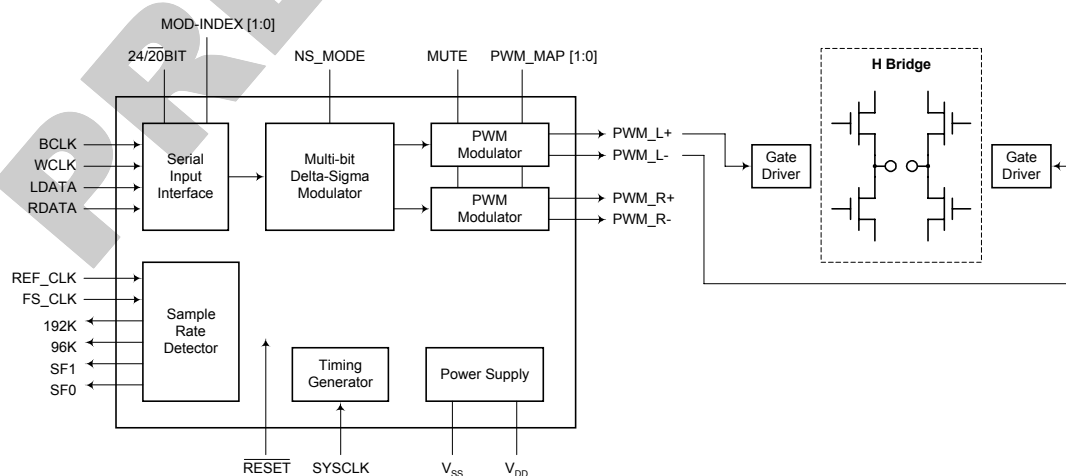 MOD-INDEX [1:0]
24/20BIT
NS_MODE
MUTE
PWM_MAP [1:0]
H Bridge
BCLK
WCLK
LDATA
RDATA
Serial
Input
Interface
Multi-bit
Delta-Sigma
Modulator
PWM
Modulator
PWM
Modulator
PWM_L+
PWM_L-
PWM_R+
PWM_R-
Gate
Driver
Gate
Driver
REF_CLK
FS_CLK
192K
96K
SF1
SF0
Sample
Rate
Detector
Timing
Generator
Power Supply
RESET
SYSCLK
VSS
VDD
PRE